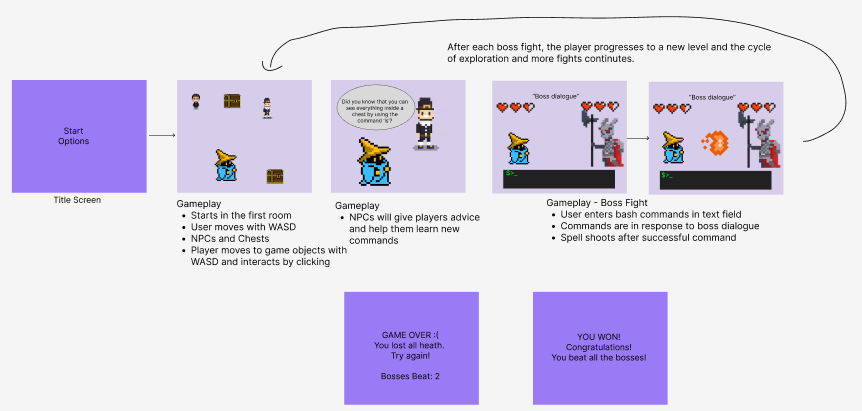 After each boss fight, the player progresses to a new level and the cycle
of exploration and more fights continutes.
Start
Options
Title Screen
Gameplay
• Starts in the first room
• User moves with WASD
• NPCs and Chests
• Player moves to game objects with
WASD and interacts by clicking
Did you know that you can
see everything inside a
chest by using the
command 'ls'?
Gameplay
• NPCs will give players advice
and help them learn new
commands
"Boss dialogue"
$>_
"Boss dialogue"
$>_
Gameplay - Boss Fight
• User enters bash commands in text field
• Commands are in response to boss dialogue
• Spell shoots after successful command
GAME OVER :(
You lost all heath.
Try again!
Bosses Beat: 2
YOU WON!
Congratulations!
You beat all the bosses!